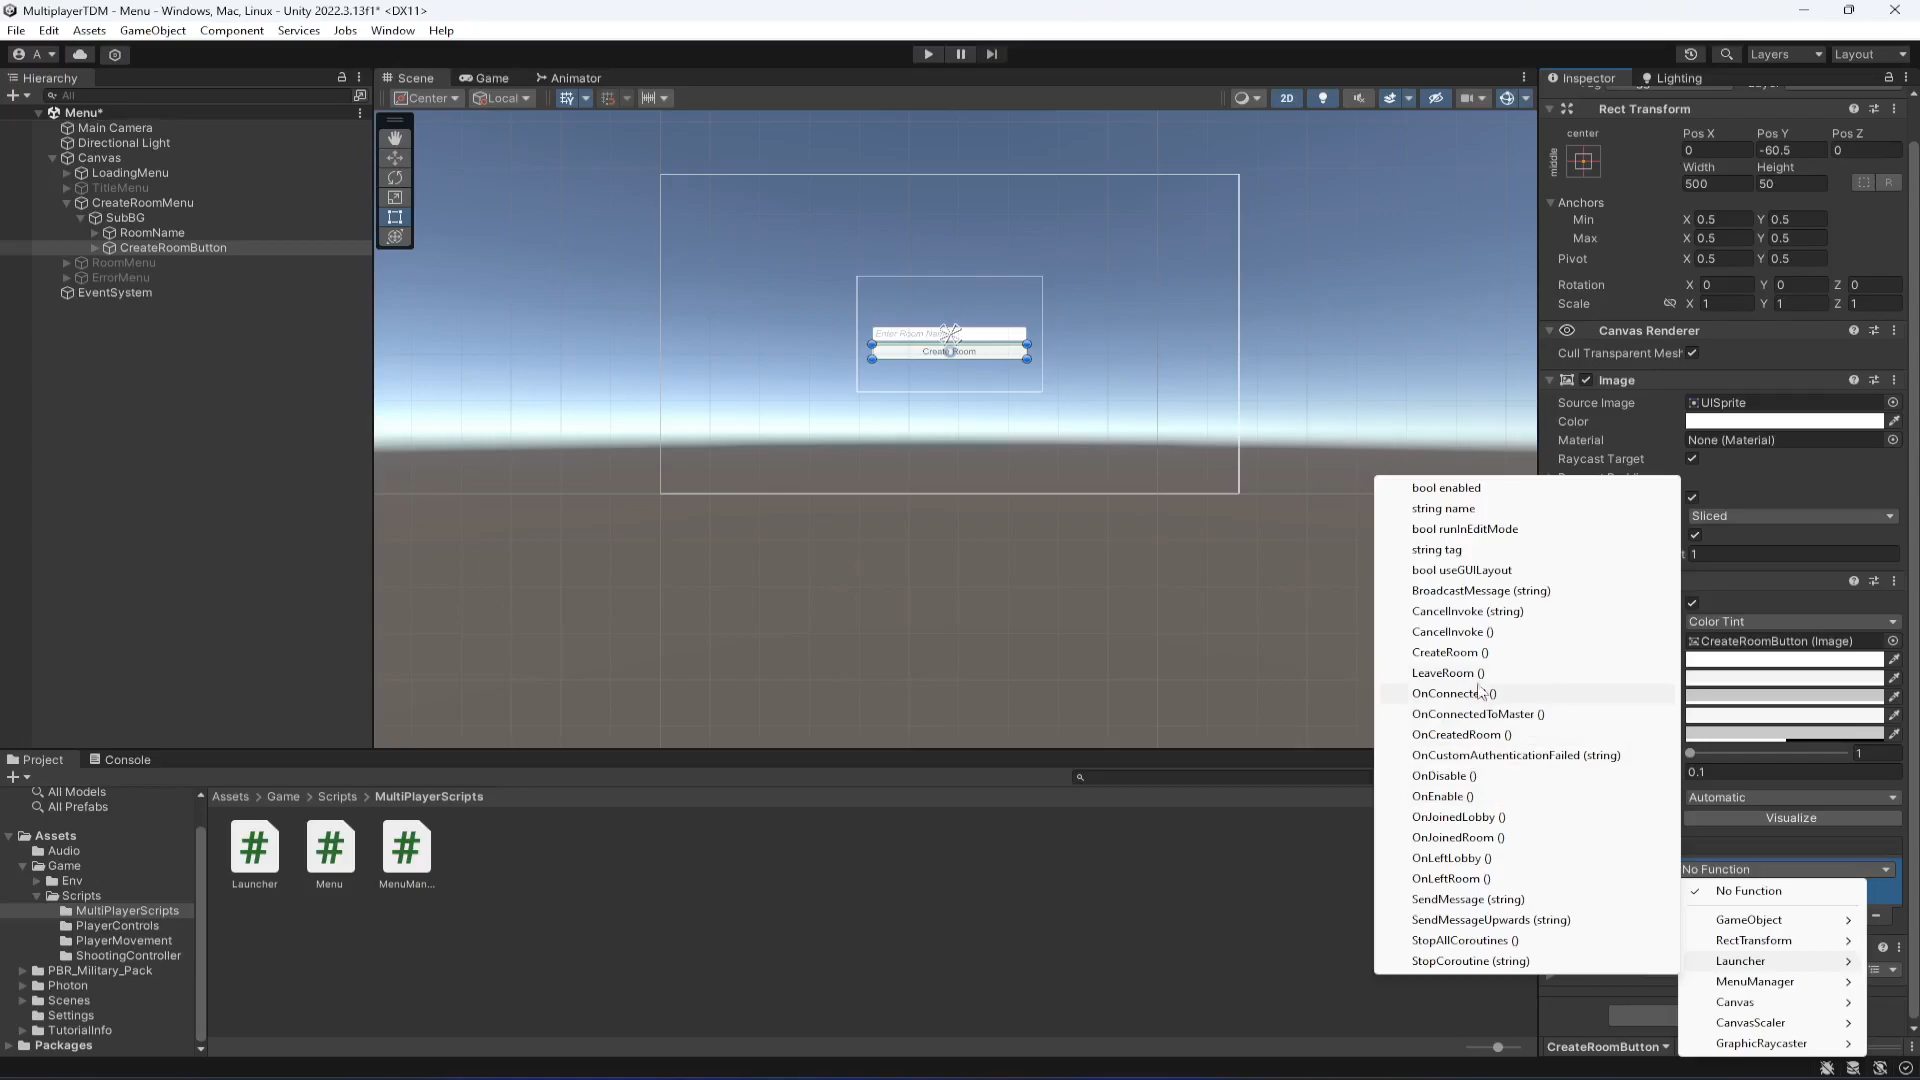 MultiplayerTDM - Menu - Windows, Mac, Linux - Unity 2022.3.13f1* <DX11>
File Edit Assets GameObject Component Services Jobs Window Help
A Layers Layout
Hierarchy
All
Menu*
Main Camera
Directional Light
Canvas
LoadingMenu
TitleMenu
CreateRoomMenu
SubBG
RoomName
CreateRoomButton
RoomMenu
ErrorMenu
EventSystem
Scene Game Animator
Center Local 2D
Enter Room Name
Create Room
Inspector Lighting
Rect Transform
center
middle
Pos X Pos Y Pos Z
0 -60.5 0
Width Height
500 50
R
Anchors
Min X 0.5 Y 0.5
Max X 0.5 Y 0.5
Pivot X 0.5 Y 0.5
Rotation X 0 Y 0 Z 0
Scale X 1 Y 1 Z 1
Canvas Renderer
Cull Transparent Mesh
Image
Source Image UISprite
Color
Material None (Material)
Raycast Target
Sliced
1
Color Tint
CreateRoomButton (Image)
1
0.1
Automatic
Visualize
No Function
bool enabled
string name
bool runInEditMode
string tag
bool useGUILayout
BroadcastMessage (string)
CancelInvoke (string)
CancelInvoke ()
CreateRoom ()
LeaveRoom ()
OnConnected ()
OnConnectedToMaster ()
OnCreatedRoom ()
OnCustomAuthenticationFailed (string)
OnDisable ()
OnEnable ()
OnJoinedLobby ()
OnJoinedRoom ()
OnLeftLobby ()
OnLeftRoom ()
SendMessage (string)
SendMessageUpwards (string)
StopAllCoroutines ()
StopCoroutine (string)
No Function
GameObject
RectTransform
Launcher
MenuManager
Canvas
CanvasScaler
GraphicRaycaster
CreateRoomButton
Project Console
All Models
All Prefabs
Assets
Audio
Game
Env
Scripts
MultiPlayerScripts
PlayerControls
PlayerMovement
ShootingController
PBR_Military_Pack
Photon
Scenes
Settings
TutorialInfo
Packages
Assets > Game > Scripts > MultiPlayerScripts
Launcher Menu MenuMan...